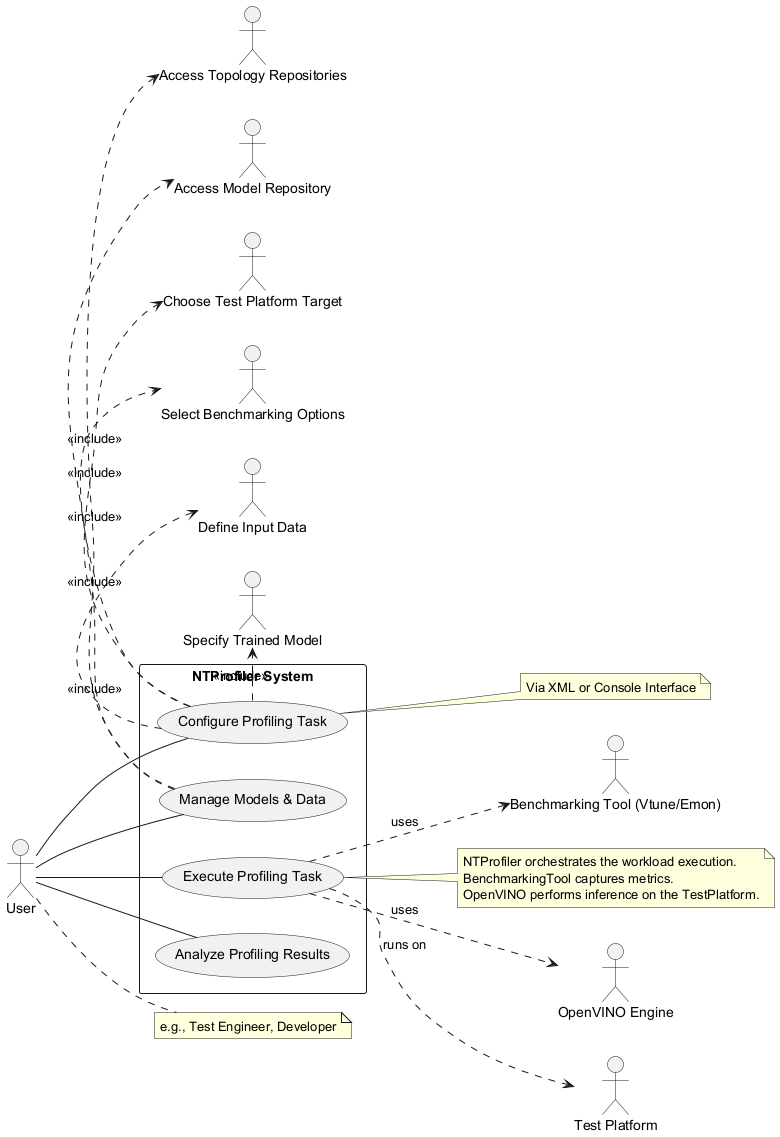 Access Topology Repositories
Access Model Repository
Choose Test Platform Target
Select Benchmarking Options
«include»
«include»
«include»
Define Input Data
«include»
Specify Trained Model
«include»
NTProfiler System
«include»
Via XML or Console Interface
Configure Profiling Task
Manage Models & Data
Benchmarking Tool (Vtune/Emon)
uses
NTProfiler orchestrates the workload execution.
BenchmarkingTool captures metrics.
OpenVINO performs inference on the TestPlatform.
Execute Profiling Task
User
uses
runs on
Analyze Profiling Results
OpenVINO Engine
e.g., Test Engineer, Developer
Test Platform